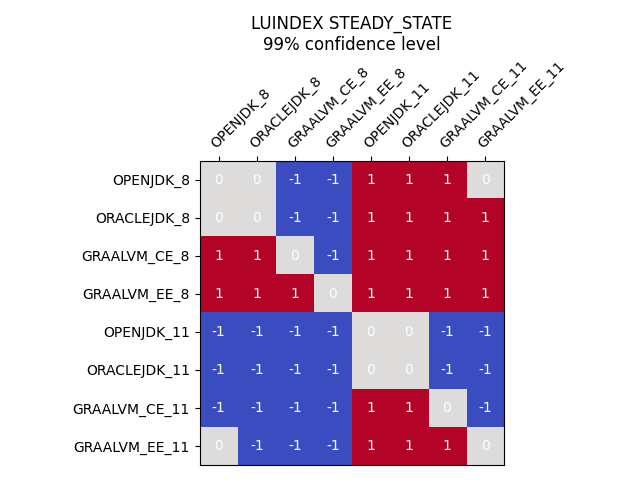 LUINDEX STEADY_STATE
99% confidence level
OPENJDK_8 ORACLEJDK_8 GRAALVM_CE_8 GRAALVM_EE_8 OPENJDK_11 ORACLEJDK_11 GRAALVM_CE_11 GRAALVM_EE_11
OPENJDK_8 0 0 -1 -1 1 1 1 0
ORACLEJDK_8 0 0 -1 -1 1 1 1 1
GRAALVM_CE_8 1 1 0 -1 1 1 1 1
GRAALVM_EE_8 1 1 1 0 1 1 1 1
OPENJDK_11 -1 -1 -1 -1 0 0 -1 -1
ORACLEJDK_11 -1 -1 -1 -1 0 0 -1 -1
GRAALVM_CE_11 -1 -1 -1 -1 1 1 0 -1
GRAALVM_EE_11 0 -1 -1 -1 1 1 1 0